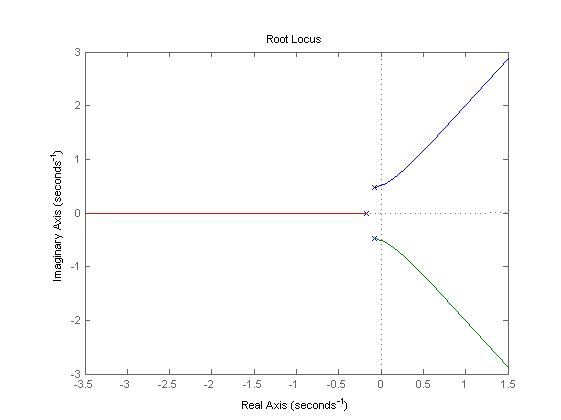 Root Locus
3
2
1
0
-1
-2
-3
Imaginary Axis (seconds⁻¹)
-3.5 -3 -2.5 -2 -1.5 -1 -0.5 0 0.5 1 1.5
Real Axis (seconds⁻¹)